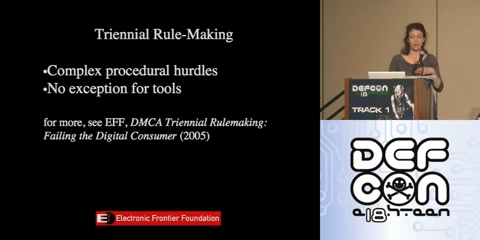 Triennial Rule-Making
•Complex procedural hurdles
•No exception for tools
for more, see EFF, DMCA Triennial Rulemaking:
Failing the Digital Consumer (2005)
Electronic Frontier Foundation
DEFCON
18
TRACK 1
DEF
CON
18